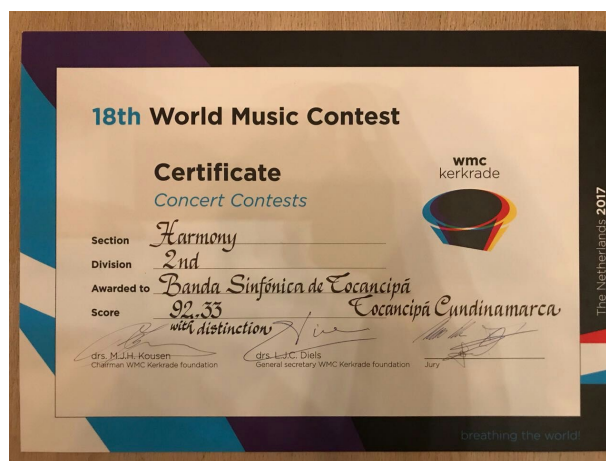 18th World Music Contest
Certificate
Concert Contests
wmc
kerkrade
Section Harmony
Division 2nd
Awarded to Banda Sinfónica de Tocancipá
Tocancipá Cundinamarca
Score 92.33
with distinction
drs. M.J.H. Kousen
Chairman WMC Kerkrade foundation
drs. L.J.C. Diels
General secretary WMC Kerkrade foundation
Jury
The Netherlands 2017
breathing the world!